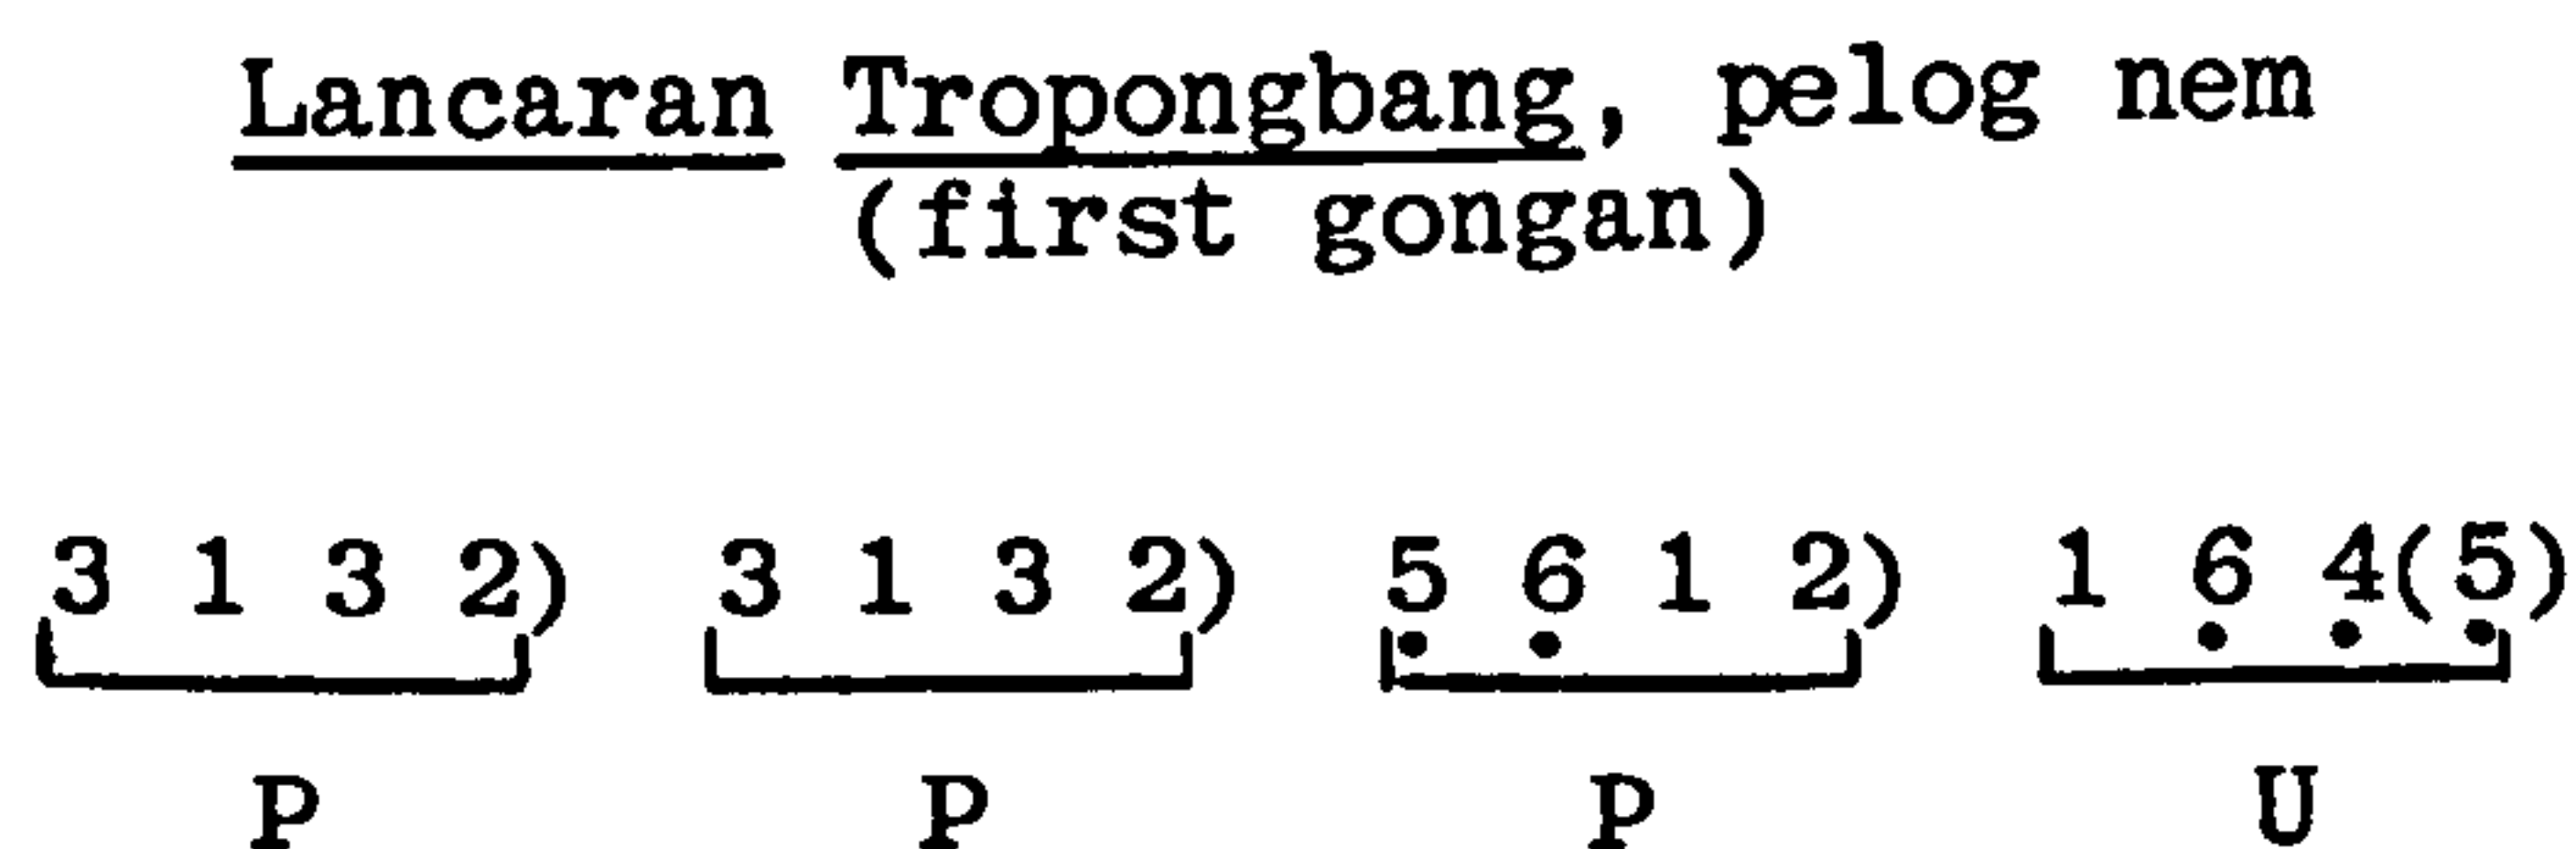 Lancaran Tropongbang, pelog nem
(first gongan)
3 1 3 2) 3 1 3 2) 5̣ 6̣ 1 2) 1 6̣ 4̣(5̣)
P P P U